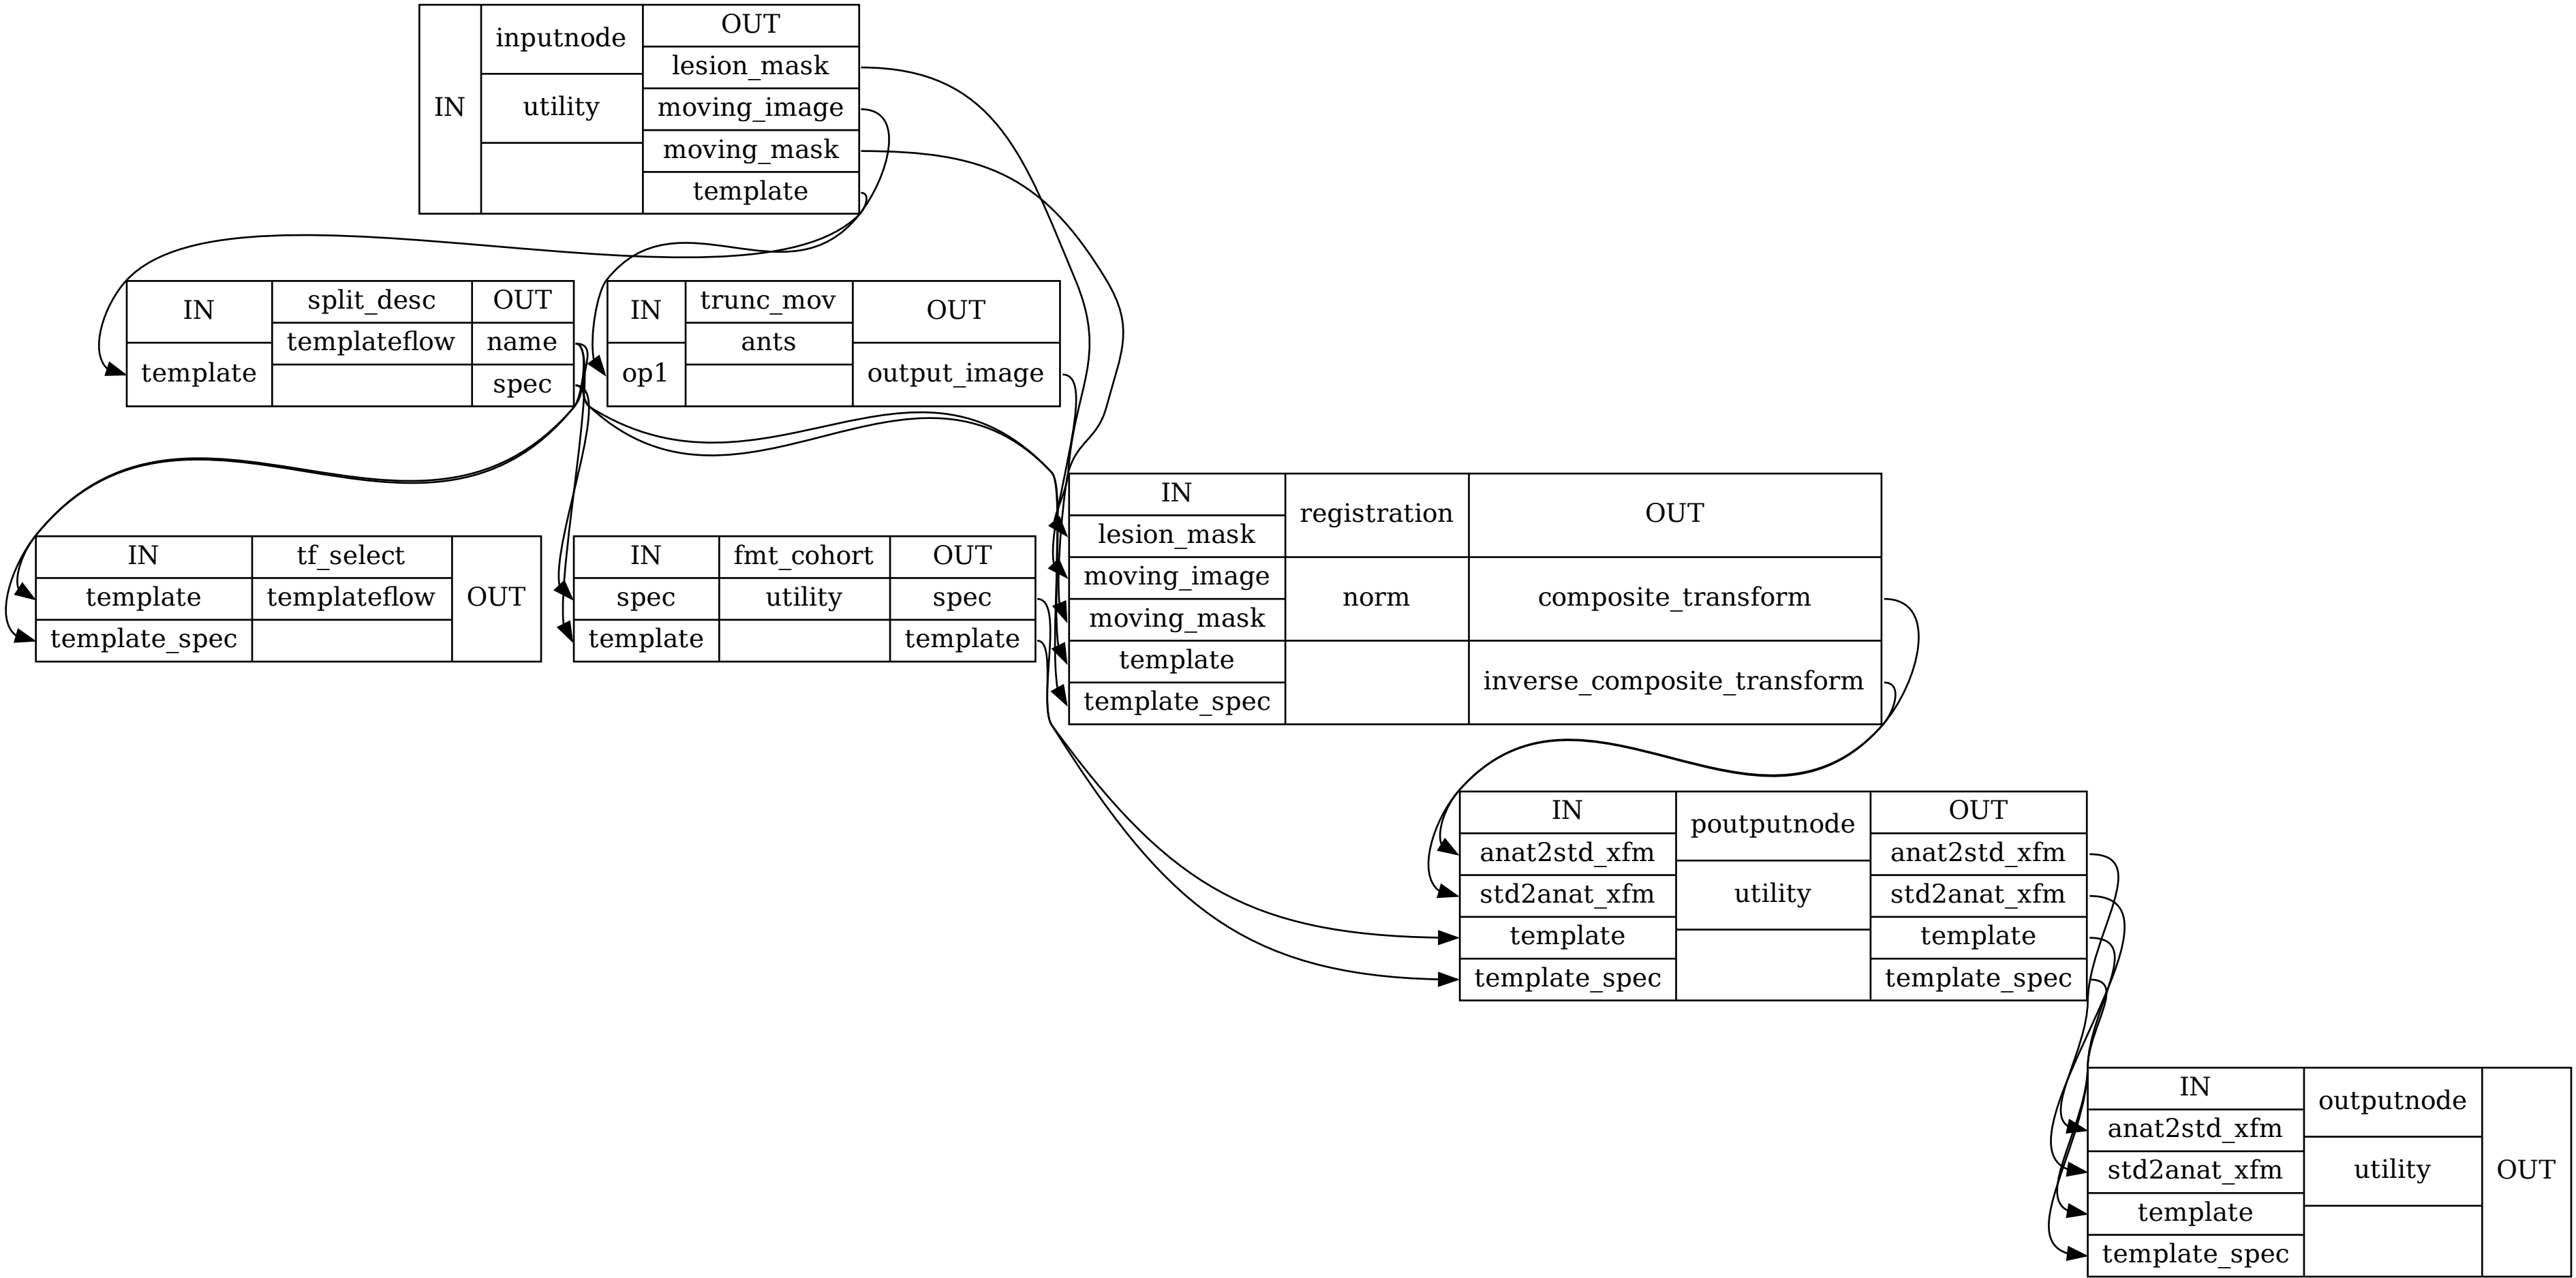 IN
inputnode
utility
OUT
lesion_mask
moving_image
moving_mask
template
IN
template
split_desc
templateflow
OUT
name
spec
IN
op1
trunc_mov
ants
OUT
output_image
IN
template
template_spec
tf_select
templateflow
OUT
IN
spec
template
fmt_cohort
utility
OUT
spec
template
IN
lesion_mask
moving_image
moving_mask
template
template_spec
registration
norm
OUT
composite_transform
inverse_composite_transform
IN
anat2std_xfm
std2anat_xfm
template
template_spec
poutputnode
utility
OUT
anat2std_xfm
std2anat_xfm
template
template_spec
IN
anat2std_xfm
std2anat_xfm
template
template_spec
outputnode
utility
OUT